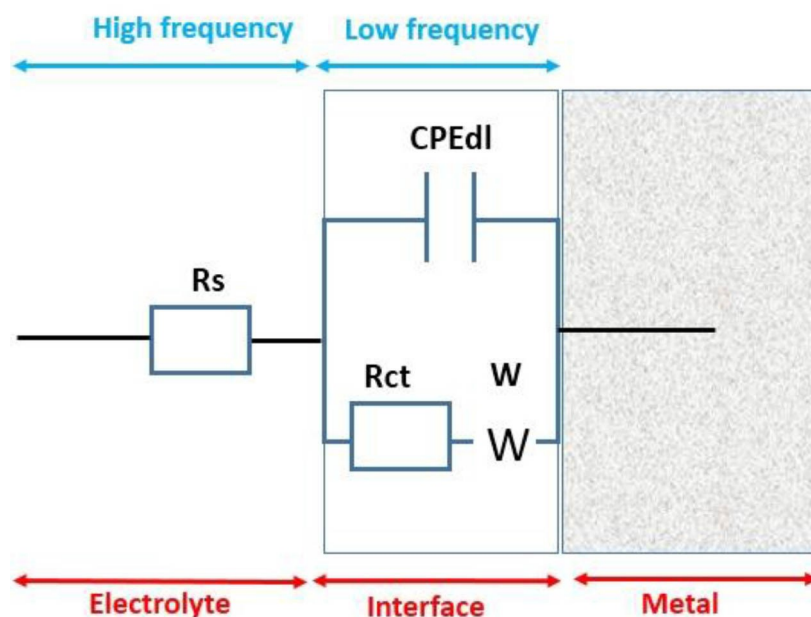 High frequency Low frequency
CPEdl
Rs
Rct W
W
Electrolyte Interface Metal